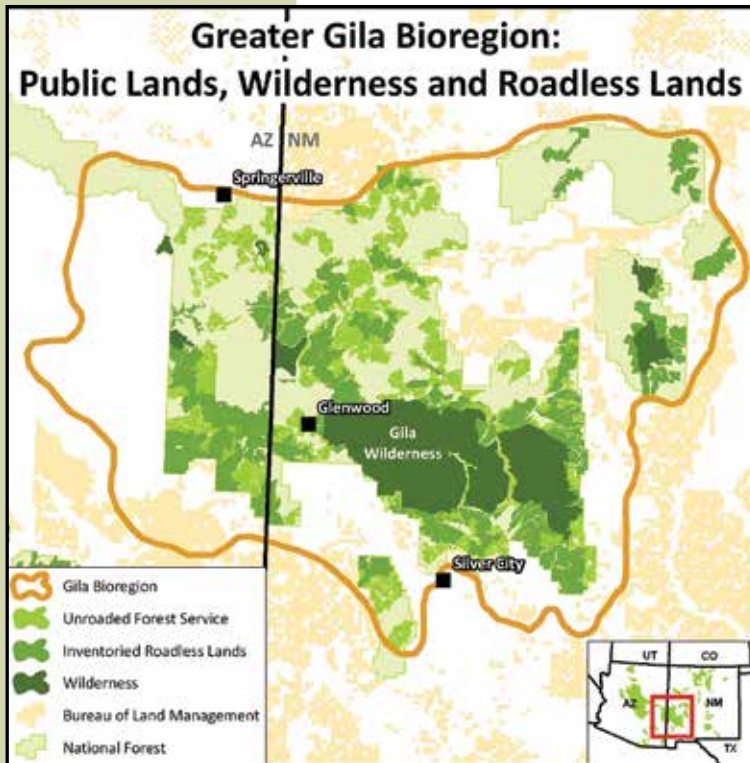 Greater Gila Bioregion:
Public Lands, Wilderness and Roadless Lands
AZ NM
Springerville
Glenwood
Gila
Wilderness
Silver City
Gila Bioregion
Unroaded Forest Service
Inventoried Roadless Lands
Wilderness
Bureau of Land Management
National Forest
UT CO
AZ NM
TX